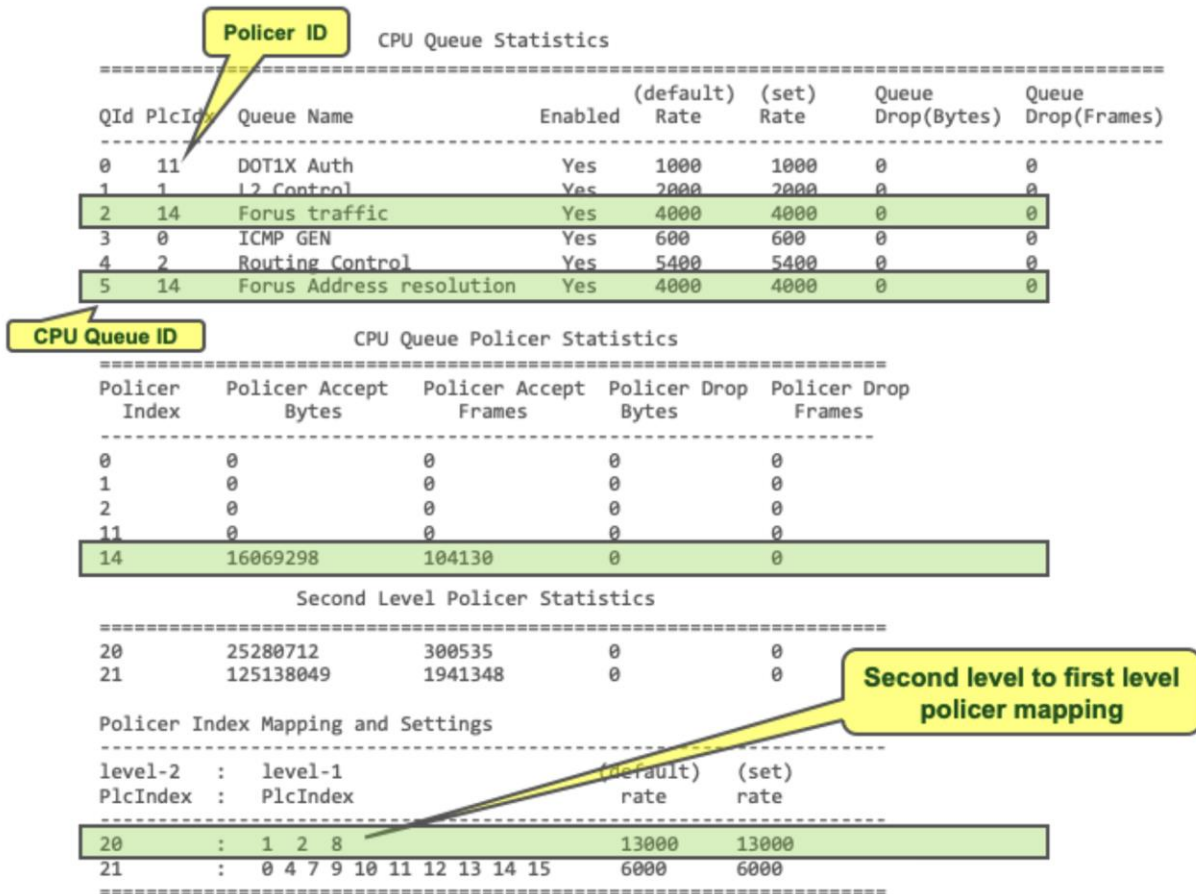 Policer ID
CPU Queue Statistics
============================================================================================
(default) (set) Queue Queue
QId PlcIdx Queue Name Enabled Rate Rate Drop(Bytes) Drop(Frames)
--------------------------------------------------------------------------------------------
0 11 DOT1X Auth Yes 1000 1000 0 0
1 1 L2 Control Yes 2000 2000 0 0
2 14 Forus traffic Yes 4000 4000 0 0
3 0 ICMP GEN Yes 600 600 0 0
4 2 Routing Control Yes 5400 5400 0 0
5 14 Forus Address resolution Yes 4000 4000 0 0
CPU Queue ID
CPU Queue Policer Statistics
====================================================================
Policer Policer Accept Policer Accept Policer Drop Policer Drop
Index Bytes Frames Bytes Frames
-------------------------------------------------------------------
0 0 0 0 0
1 0 0 0 0
2 0 0 0 0
11 0 0 0 0
14 16069298 104130 0 0
Second Level Policer Statistics
====================================================================
20 25280712 300535 0 0
21 125138049 1941348 0 0
Second level to first level
policer mapping
Policer Index Mapping and Settings
--------------------------------------------------------------------
level-2 : level-1 (default) (set)
PlcIndex : PlcIndex rate rate
--------------------------------------------------------------------
20 : 1 2 8 13000 13000
21 : 0 4 7 9 10 11 12 13 14 15 6000 6000
====================================================================